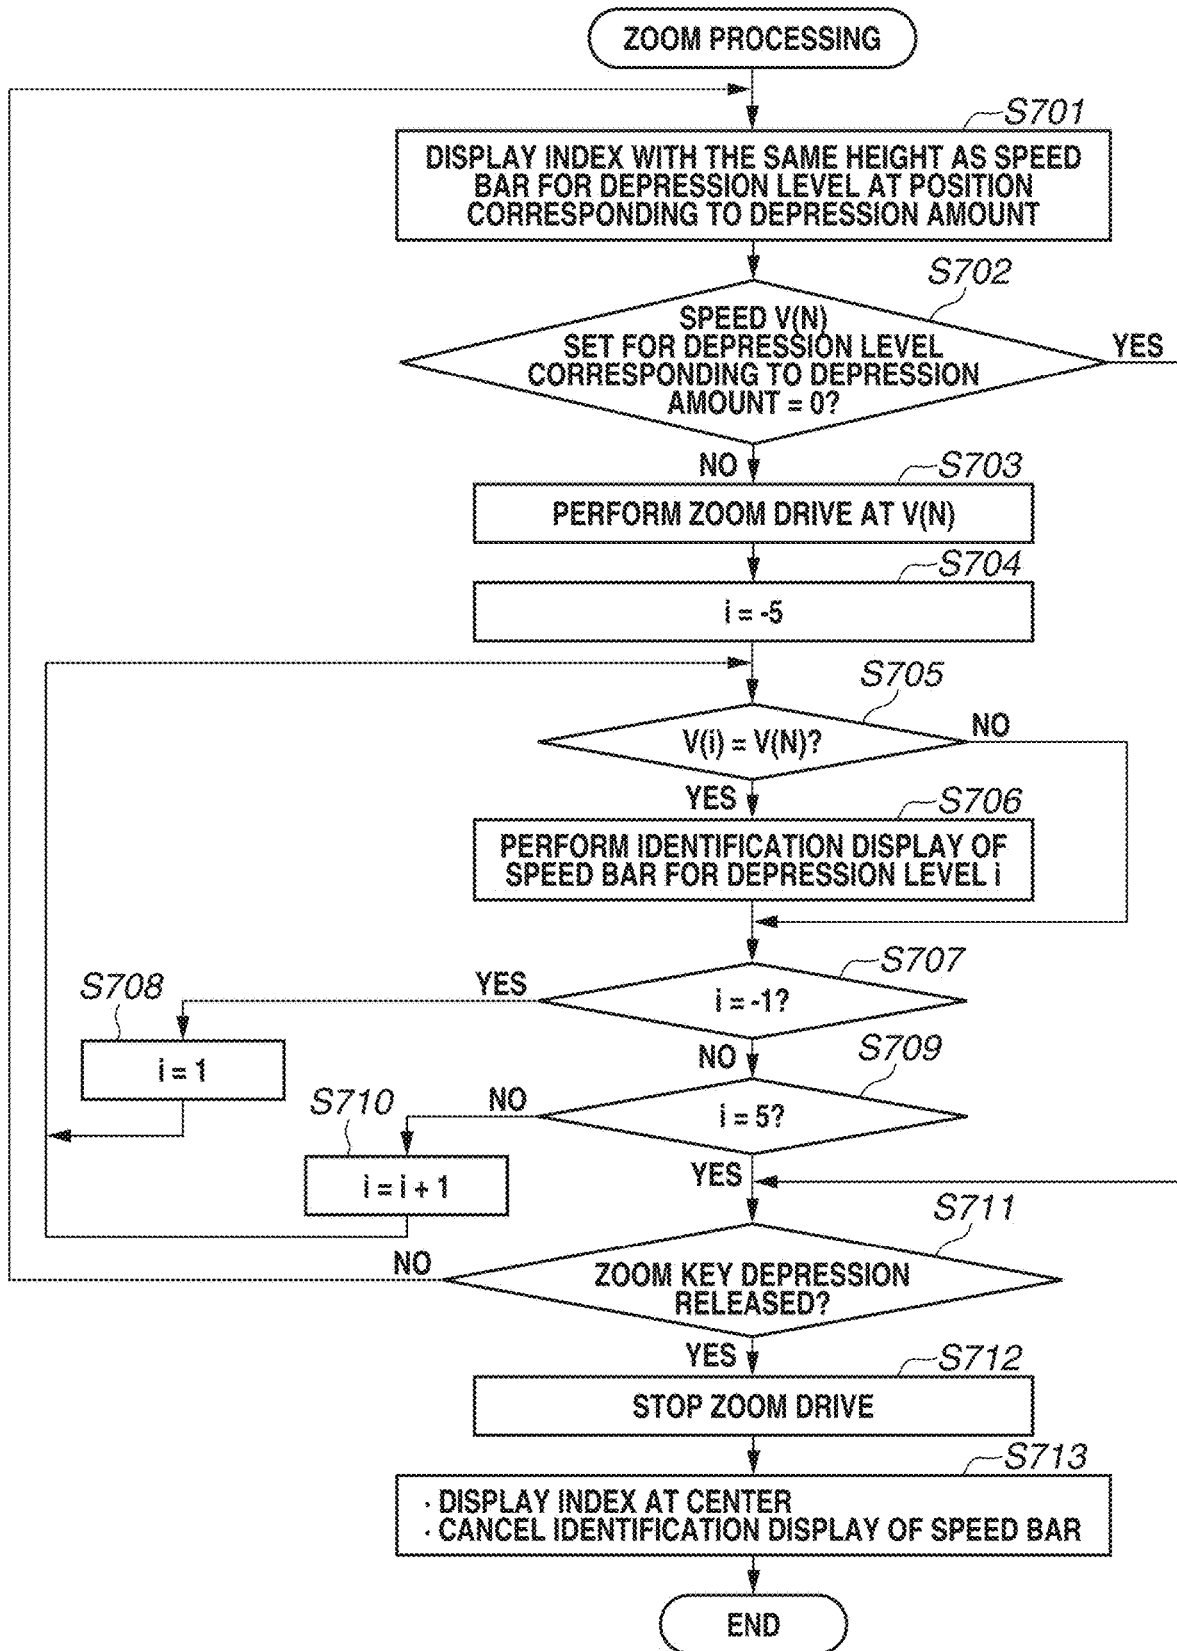 ZOOM PROCESSING
S701
DISPLAY INDEX WITH THE SAME HEIGHT AS SPEED
BAR FOR DEPRESSION LEVEL AT POSITION
CORRESPONDING TO DEPRESSION AMOUNT
S702
SPEED V(N)
SET FOR DEPRESSION LEVEL
CORRESPONDING TO DEPRESSION
AMOUNT = 0?
YES
NO
S703
PERFORM ZOOM DRIVE AT V(N)
S704
i = -5
S705
V(i) = V(N)?
NO
YES
S706
PERFORM IDENTIFICATION DISPLAY OF
SPEED BAR FOR DEPRESSION LEVEL i
S707
i = -1?
YES
S708
i = 1
NO
S709
i = 5?
NO
S710
i = i + 1
YES
S711
ZOOM KEY DEPRESSION
RELEASED?
NO
YES
S712
STOP ZOOM DRIVE
S713
· DISPLAY INDEX AT CENTER
· CANCEL IDENTIFICATION DISPLAY OF SPEED BAR
END